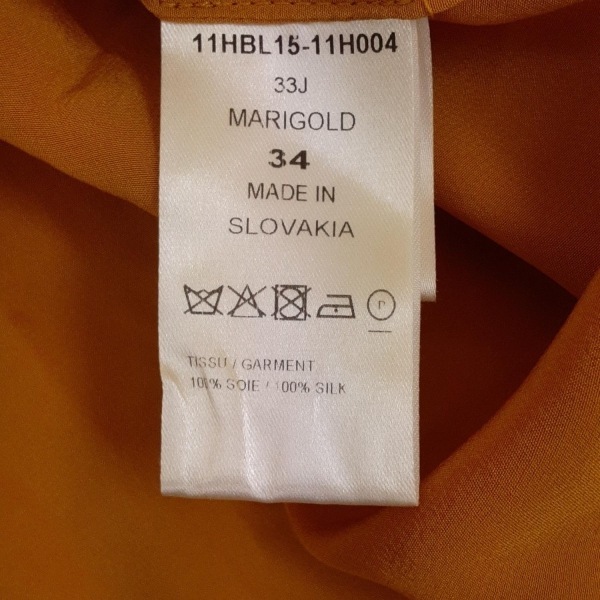 11HBL15-11H004
33J
MARIGOLD
34
MADE IN
SLOVAKIA
TISSU / GARMENT
100% SOIE / 100% SILK